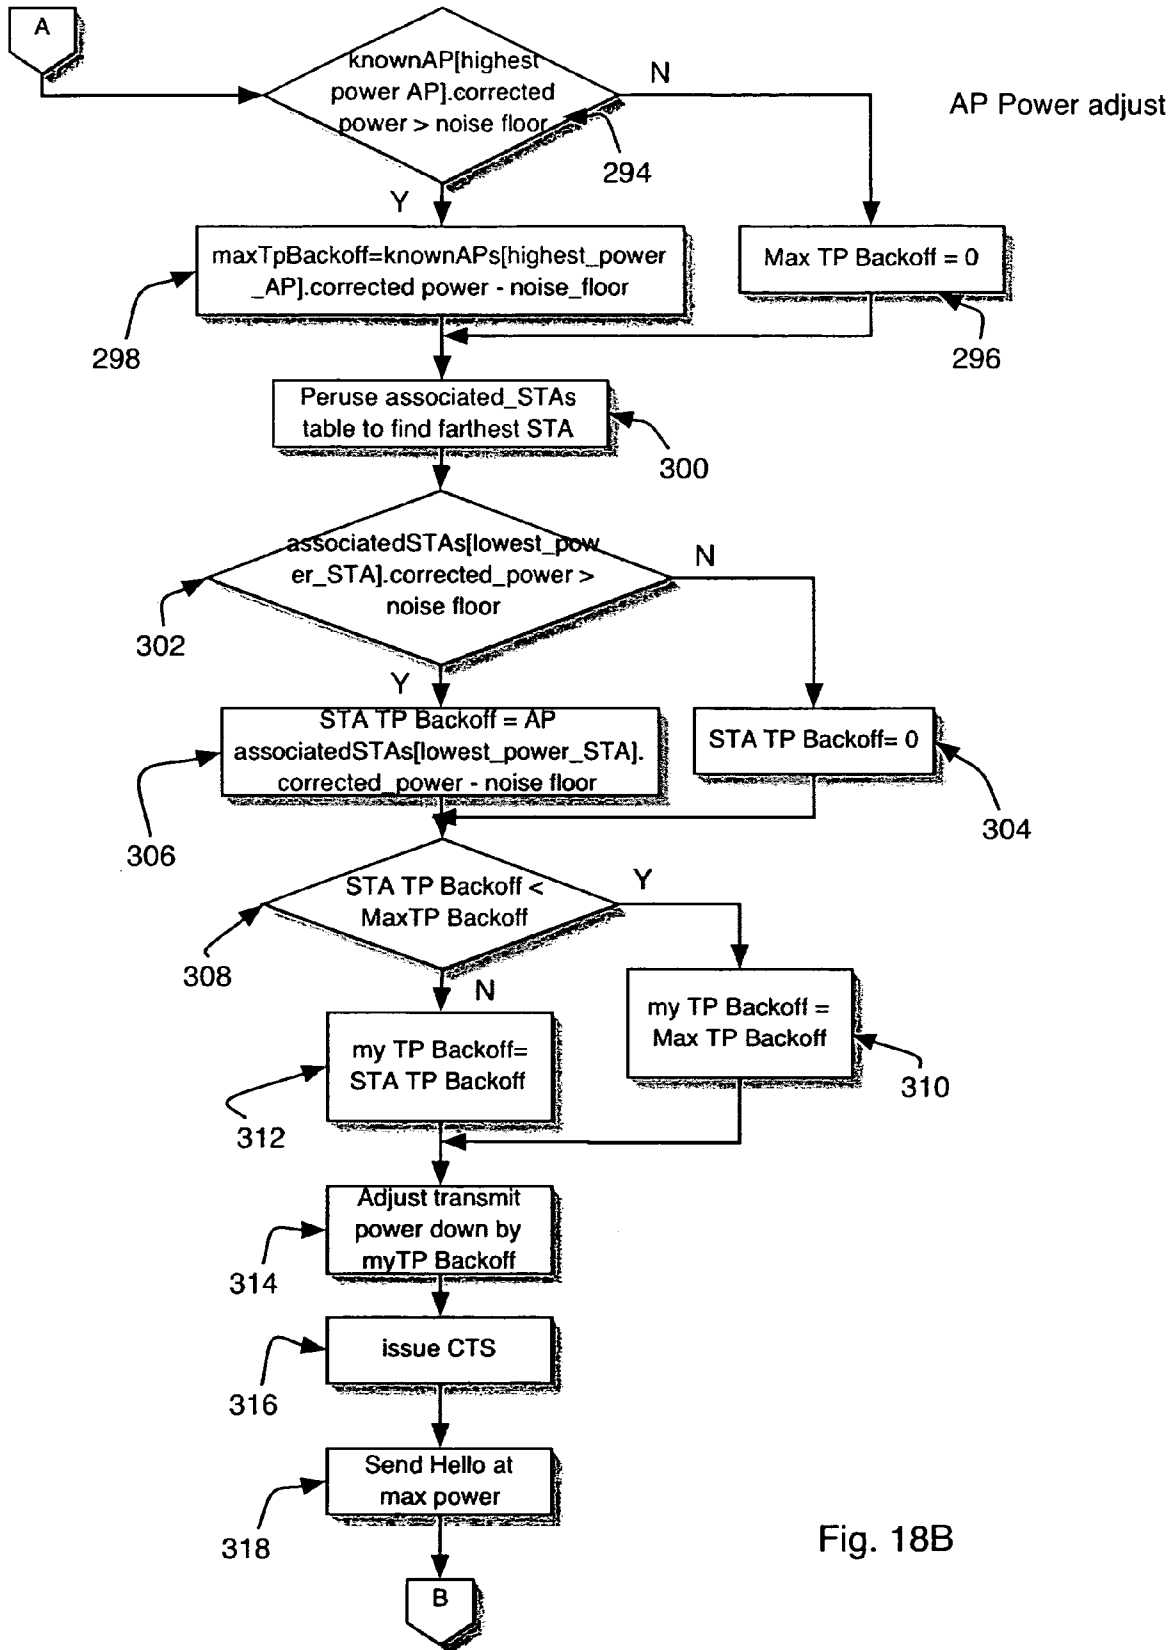 A
knownAP[highest
power AP].corrected
power > noise floor
N
AP Power adjust
294
Y
maxTpBackoff=knownAPs[highest_power
_AP].corrected power - noise_floor
Max TP Backoff = 0
298
296
Peruse associated_STAs
table to find farthest STA
300
associatedSTAs[lowest_pow
er_STA].corrected_power >
noise floor
N
302
Y
STA TP Backoff = AP
associatedSTAs[lowest_power_STA].
corrected_power - noise floor
STA TP Backoff= 0
306
304
STA TP Backoff <
MaxTP Backoff
Y
308
N
my TP Backoff =
Max TP Backoff
my TP Backoff=
STA TP Backoff
310
312
Adjust transmit
power down by
myTP Backoff
314
issue CTS
316
Send Hello at
max power
318
Fig. 18B
B